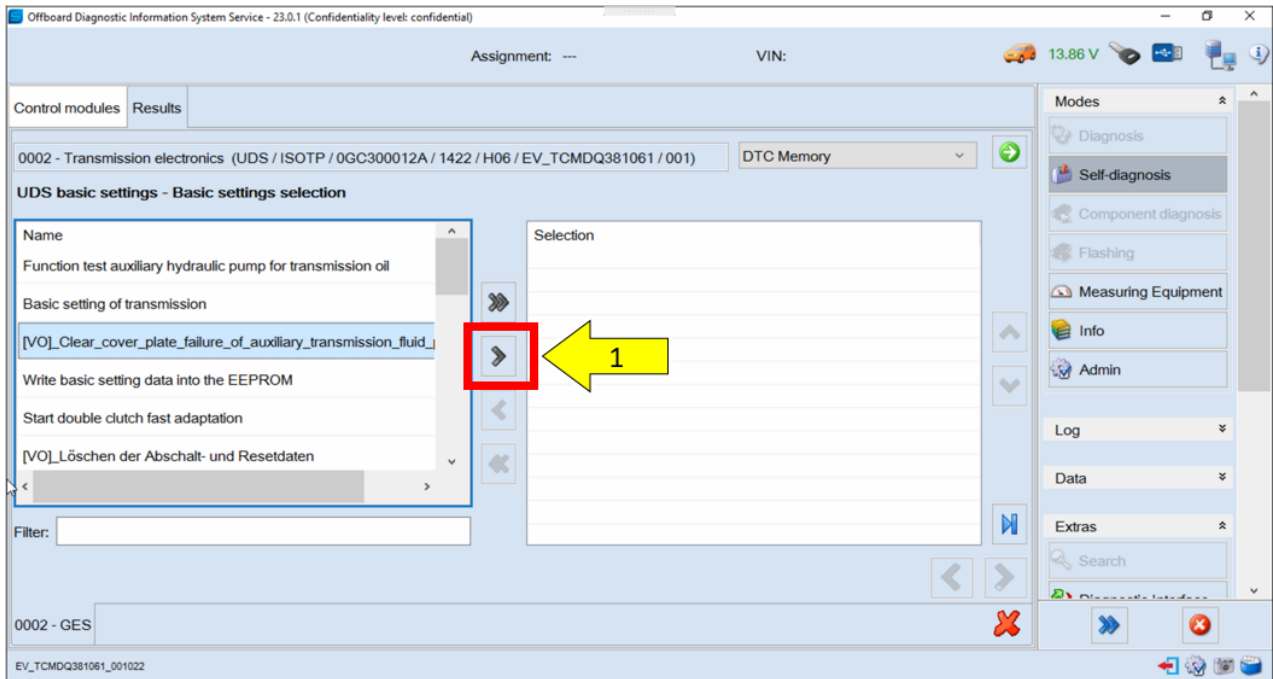 Offboard Diagnostic Information System Service - 23.0.1 (Confidentiality level: confidential)
Assignment: ---
VIN:
13.86 V
Control modules
Results
0002 - Transmission electronics (UDS / ISOTP / 0GC300012A / 1422 / H06 / EV_TCMDQ381061 / 001)
DTC Memory
UDS basic settings - Basic settings selection
Name
Function test auxiliary hydraulic pump for transmission oil
Basic setting of transmission
[VO]_Clear_cover_plate_failure_of_auxiliary_transmission_fluid_
Write basic setting data into the EEPROM
Start double clutch fast adaptation
[VO]_Löschen der Abschalt- und Resetdaten
Selection
1
Filter:
0002 - GES
EV_TCMDQ381061_001022
Modes
Diagnosis
Self-diagnosis
Component diagnosis
Flashing
Measuring Equipment
Info
Admin
Log
Data
Extras
Search